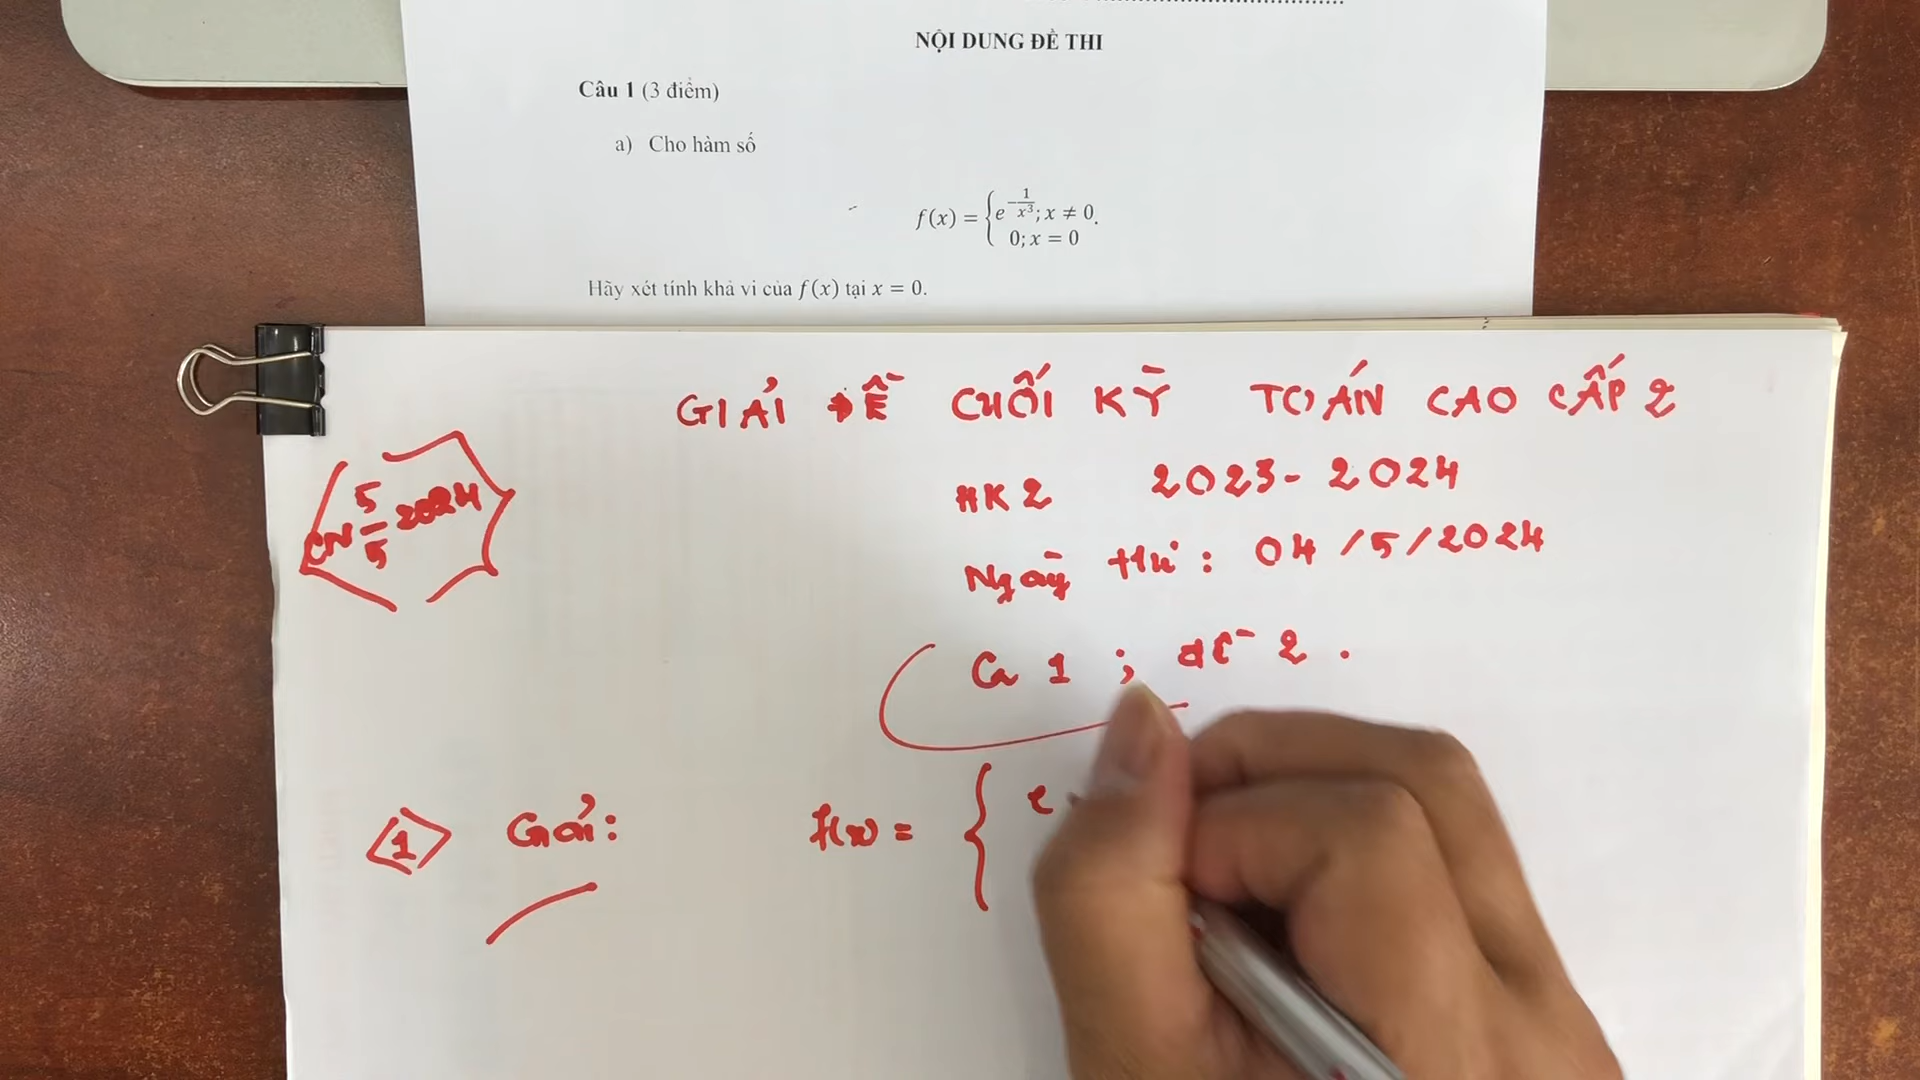 NỘI DUNG ĐỀ THI
Câu 1 (3 điểm)
a) Cho hàm số
f(x) = { e^{-1/x^3}; x ≠ 0.
0; x = 0
Hãy xét tính khả vi của f(x) tại x = 0.
GIẢI ĐỀ CUỐI KỲ TOÁN CAO CẤP 2
CN 5/5 2024
HK2 2023-2024
Ngày thi: 04/5/2024
Ca 1; đề 2.
1 Giải: f(x) = { e